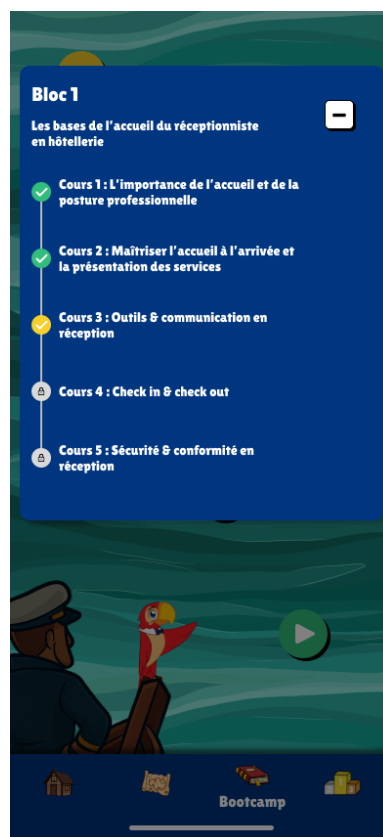 Bloc 1
Les bases de l'accueil du réceptionniste
en hôtellerie
Cours 1 : L'importance de l'accueil et de la
posture professionnelle
Cours 2 : Maîtriser l'accueil à l'arrivée et
la présentation des services
Cours 3 : Outils & communication en
réception
Cours 4 : Check in & check out
Cours 5 : Sécurité & conformité en
réception
Bootcamp